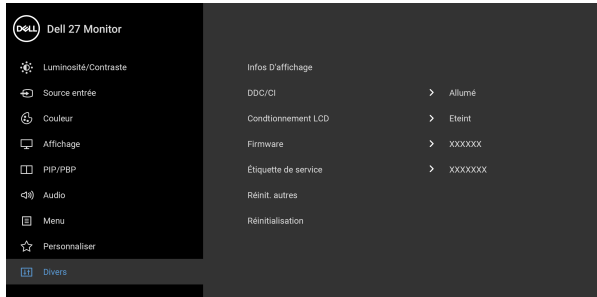 DELL Dell 27 Monitor
Luminosité/Contraste
Infos D'affichage
Source entrée
DDC/CI
Allumé
Couleur
Condtionnement LCD
Eteint
Affichage
Firmware
XXXXXX
PIP/PBP
Étiquette de service
XXXXXXX
Audio
Réinit. autres
Menu
Réinitialisation
Personnaliser
Divers